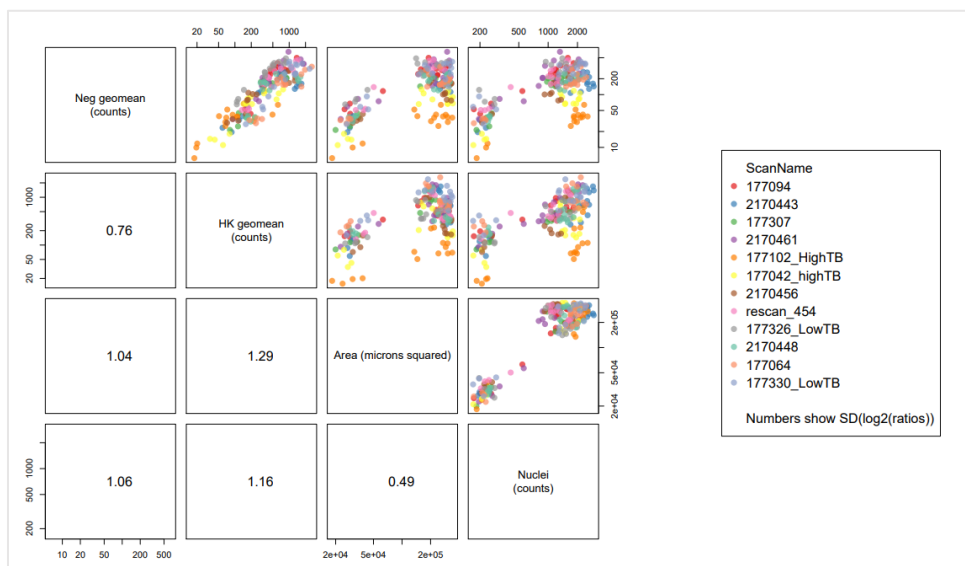 20 50 200 1000
200 500 1000 2000
Neg geomean
(counts)
10 50 200
20 50 200 1000
0.76
HK geomean
(counts)
1.04
1.29
Area (microns squared)
2e+04 5e+04 2e+05
200 500 1000
1.06
1.16
0.49
Nuclei
(counts)
10 20 50 100 200 500
2e+04 5e+04 2e+05
ScanName
177094
2170443
177307
2170461
177102_HighTB
177042_highTB
2170456
rescan_454
177326_LowTB
2170448
177064
177330_LowTB
Numbers show SD(log2(ratios))